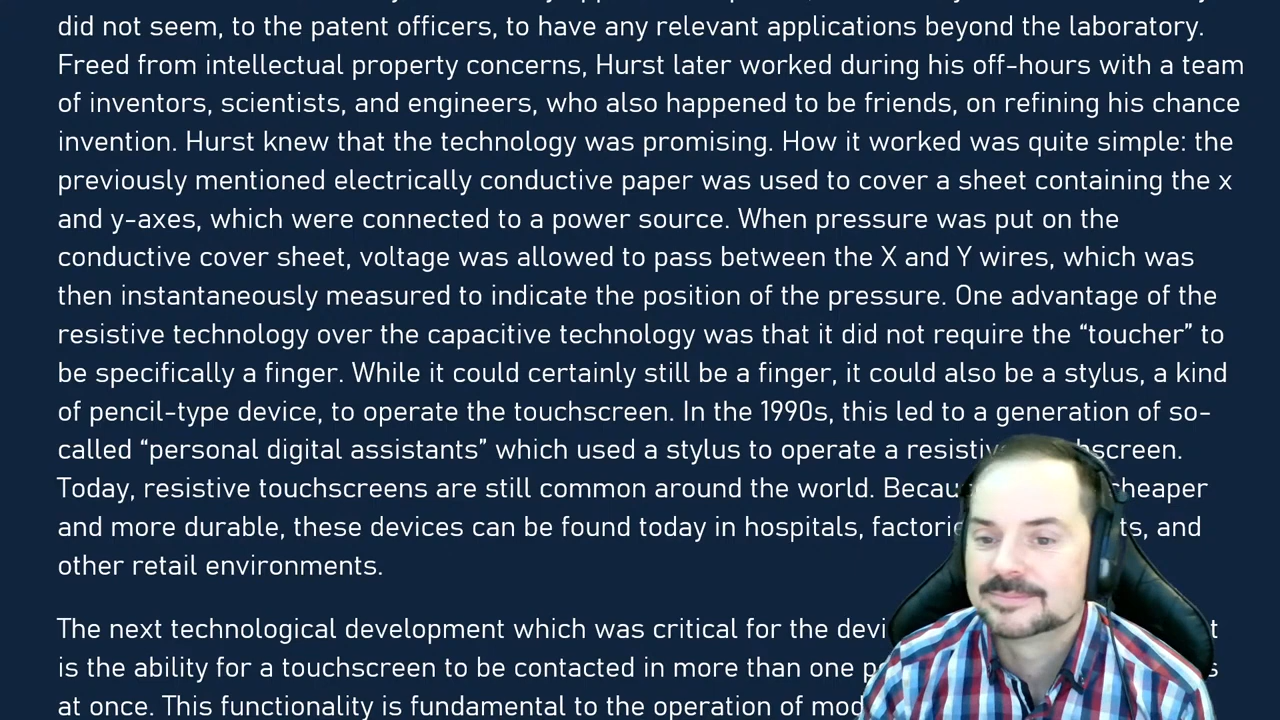 did not seem, to the patent officers, to have any relevant applications beyond the laboratory.
Freed from intellectual property concerns, Hurst later worked during his off-hours with a team
of inventors, scientists, and engineers, who also happened to be friends, on refining his chance
invention. Hurst knew that the technology was promising. How it worked was quite simple: the
previously mentioned electrically conductive paper was used to cover a sheet containing the x
and y-axes, which were connected to a power source. When pressure was put on the
conductive cover sheet, voltage was allowed to pass between the X and Y wires, which was
then instantaneously measured to indicate the position of the pressure. One advantage of the
resistive technology over the capacitive technology was that it did not require the “toucher” to
be specifically a finger. While it could certainly still be a finger, it could also be a stylus, a kind
of pencil-type device, to operate the touchscreen. In the 1990s, this led to a generation of so-
called “personal digital assistants” which used a stylus to operate a
Today, resistive touchscreens are still common around the world. cheaper
and more durable, these devices can be found today in hospitals, and
other retail environments.
The next technological development which was critical for the
is the ability for a touchscreen to be contacted in more than one
at once. This functionality is fundamental to the operation of